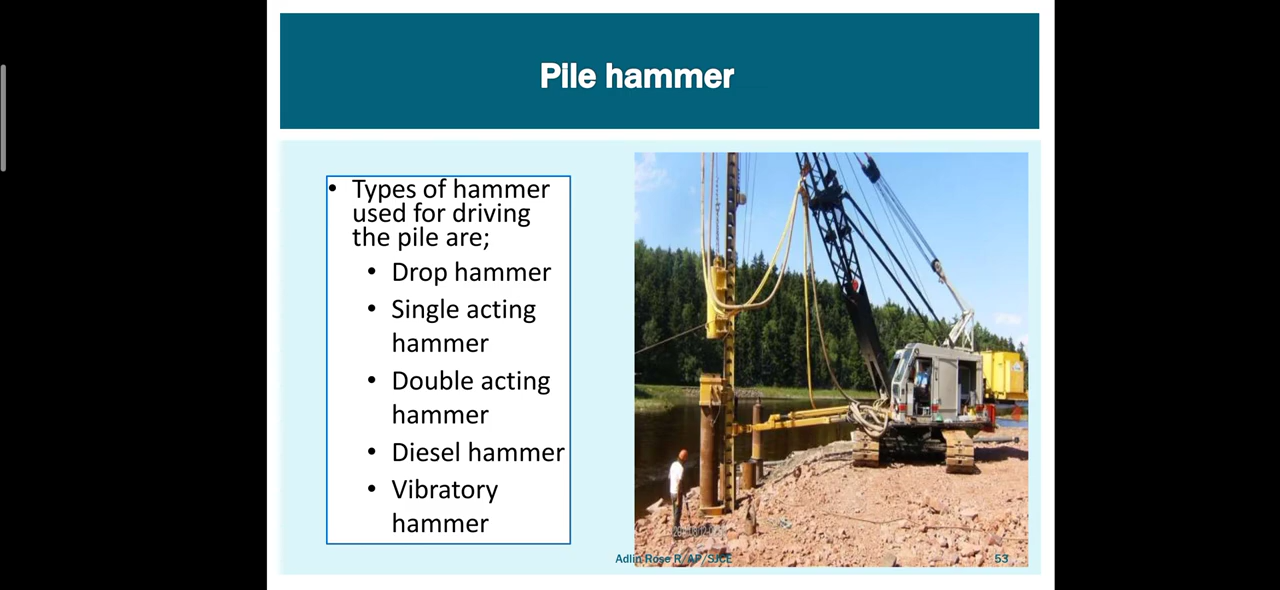 Pile hammer
• Types of hammer
used for driving
the pile are;
• Drop hammer
• Single acting
hammer
• Double acting
hammer
• Diesel hammer
• Vibratory
hammer
Adlin Rose R/AP/SJCE
53